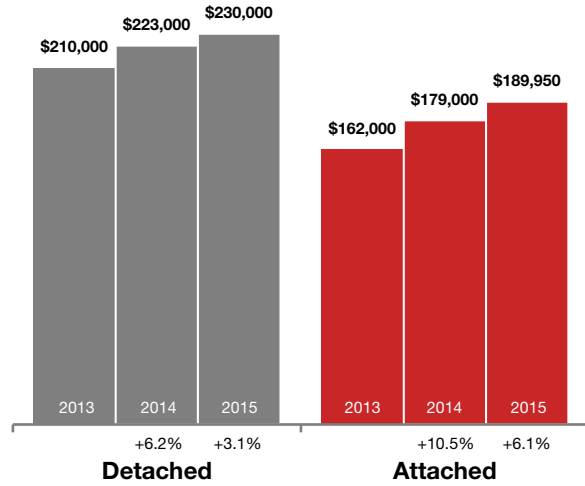 $210,000 $223,000 $230,000
$162,000 $179,000 $189,950
2013 2014 2015 2013 2014 2015
+6.2% +3.1% +10.5% +6.1%
Detached Attached